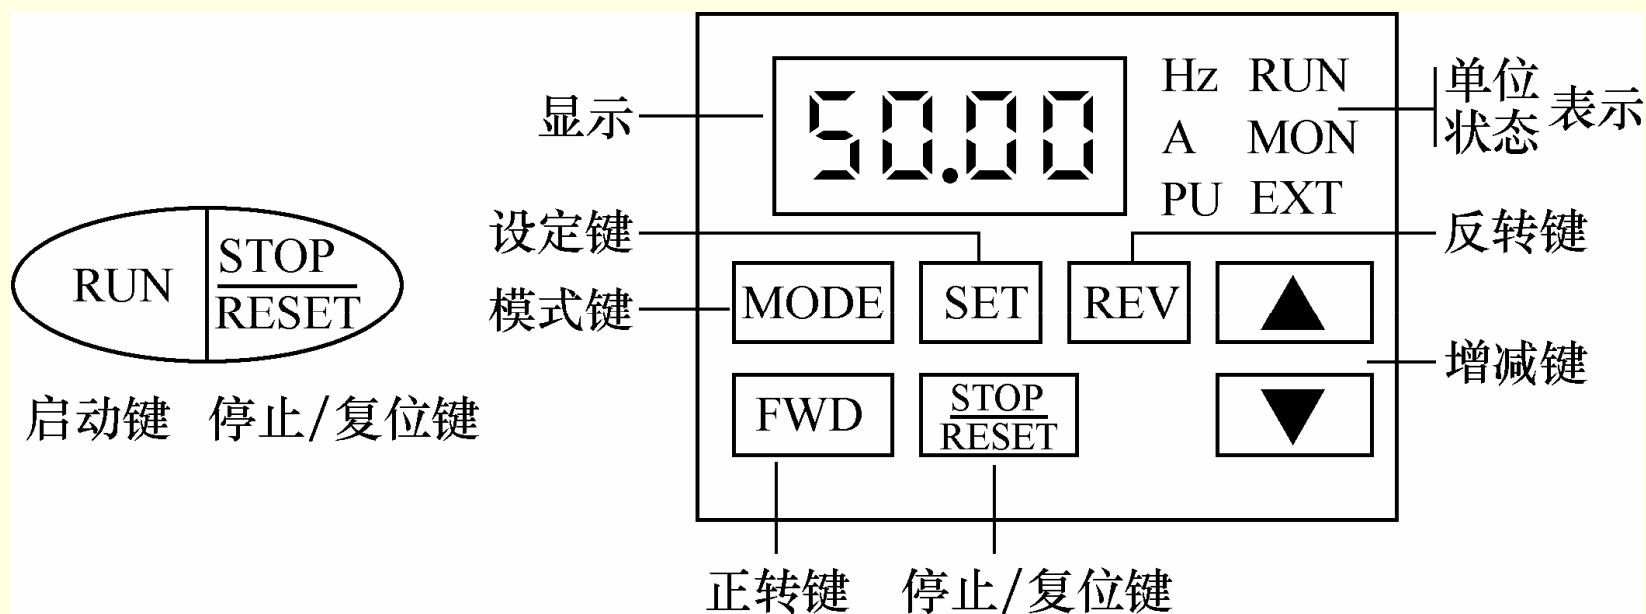 显示
50.00
Hz RUN
A MON
PU EXT
单位
状态
表示
设定键
反转键
RUN
STOP
RESET
模式键
MODE
SET
REV
增减键
FWD
STOP
RESET
启动键 停止/复位键
正转键 停止/复位键